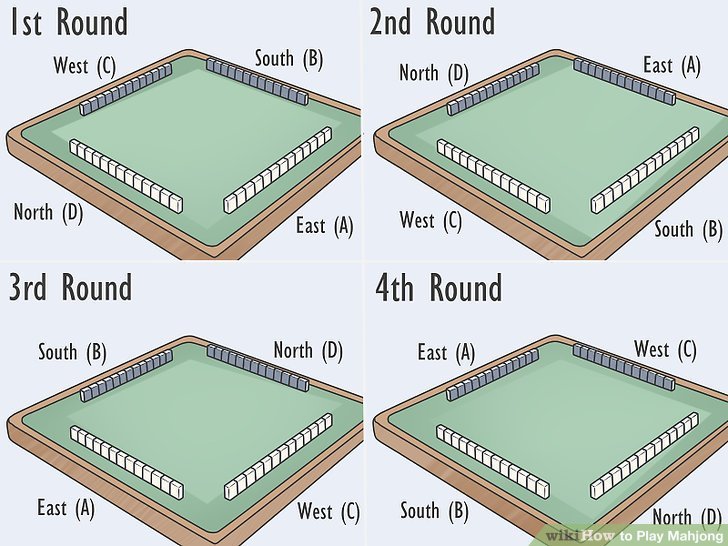 1st Round
West (C)
South (B)
North (D)
East (A)
2nd Round
North (D)
East (A)
West (C)
South (B)
3rd Round
South (B)
North (D)
East (A)
West (C)
4th Round
East (A)
West (C)
South (B)
North (D)
wikiHow to Play Mahjong